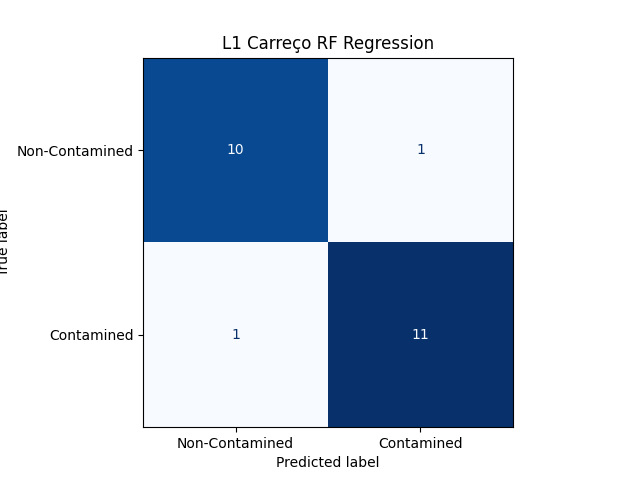 L1 Carreço RF Regression
Non-Contamined
10
1
True label
Contamined
1
11
Non-Contamined
Contamined
Predicted label